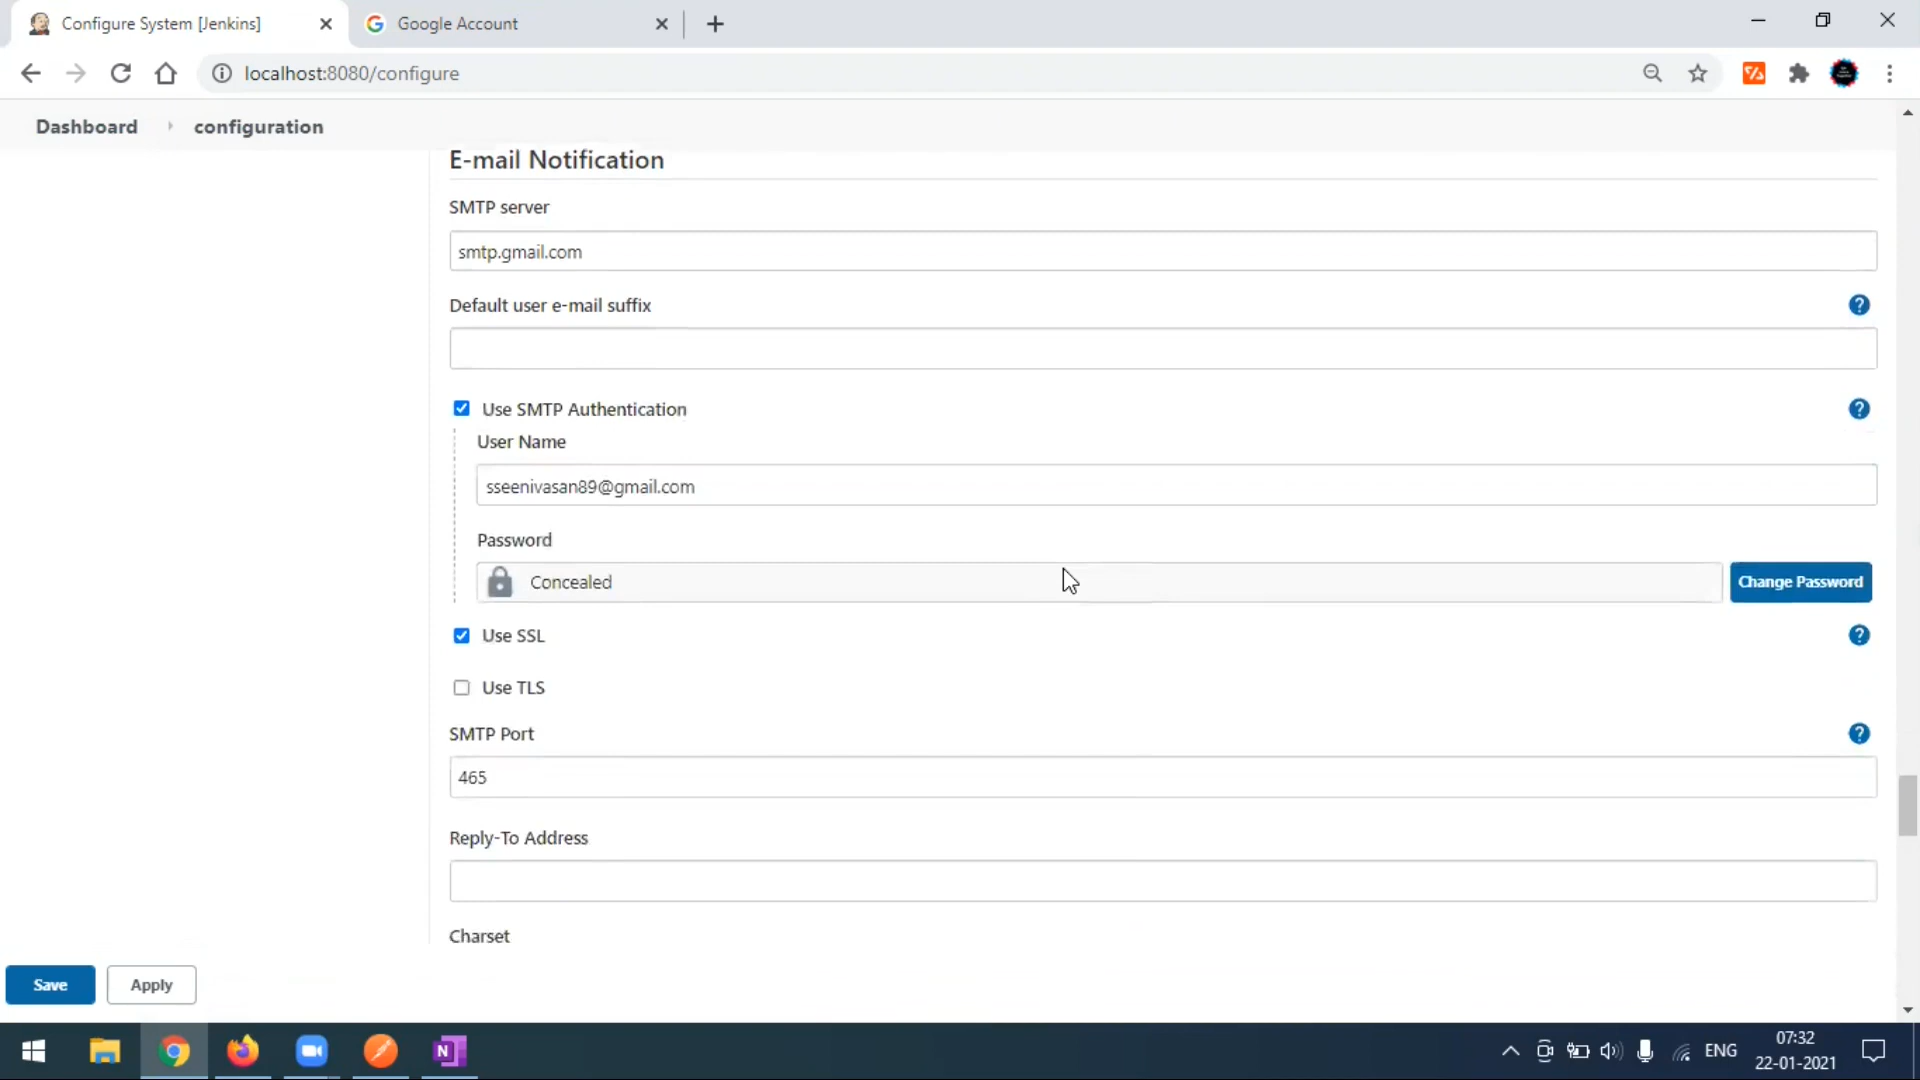 Configure System [Jenkins]
Google Account
localhost:8080/configure
Dashboard
configuration
E-mail Notification
SMTP server
smtp.gmail.com
Default user e-mail suffix
Use SMTP Authentication
User Name
sseenivasan89@gmail.com
Password
Concealed
Change Password
Use SSL
Use TLS
SMTP Port
465
Reply-To Address
Charset
Save
Apply
ENG
07:32
22-01-2021